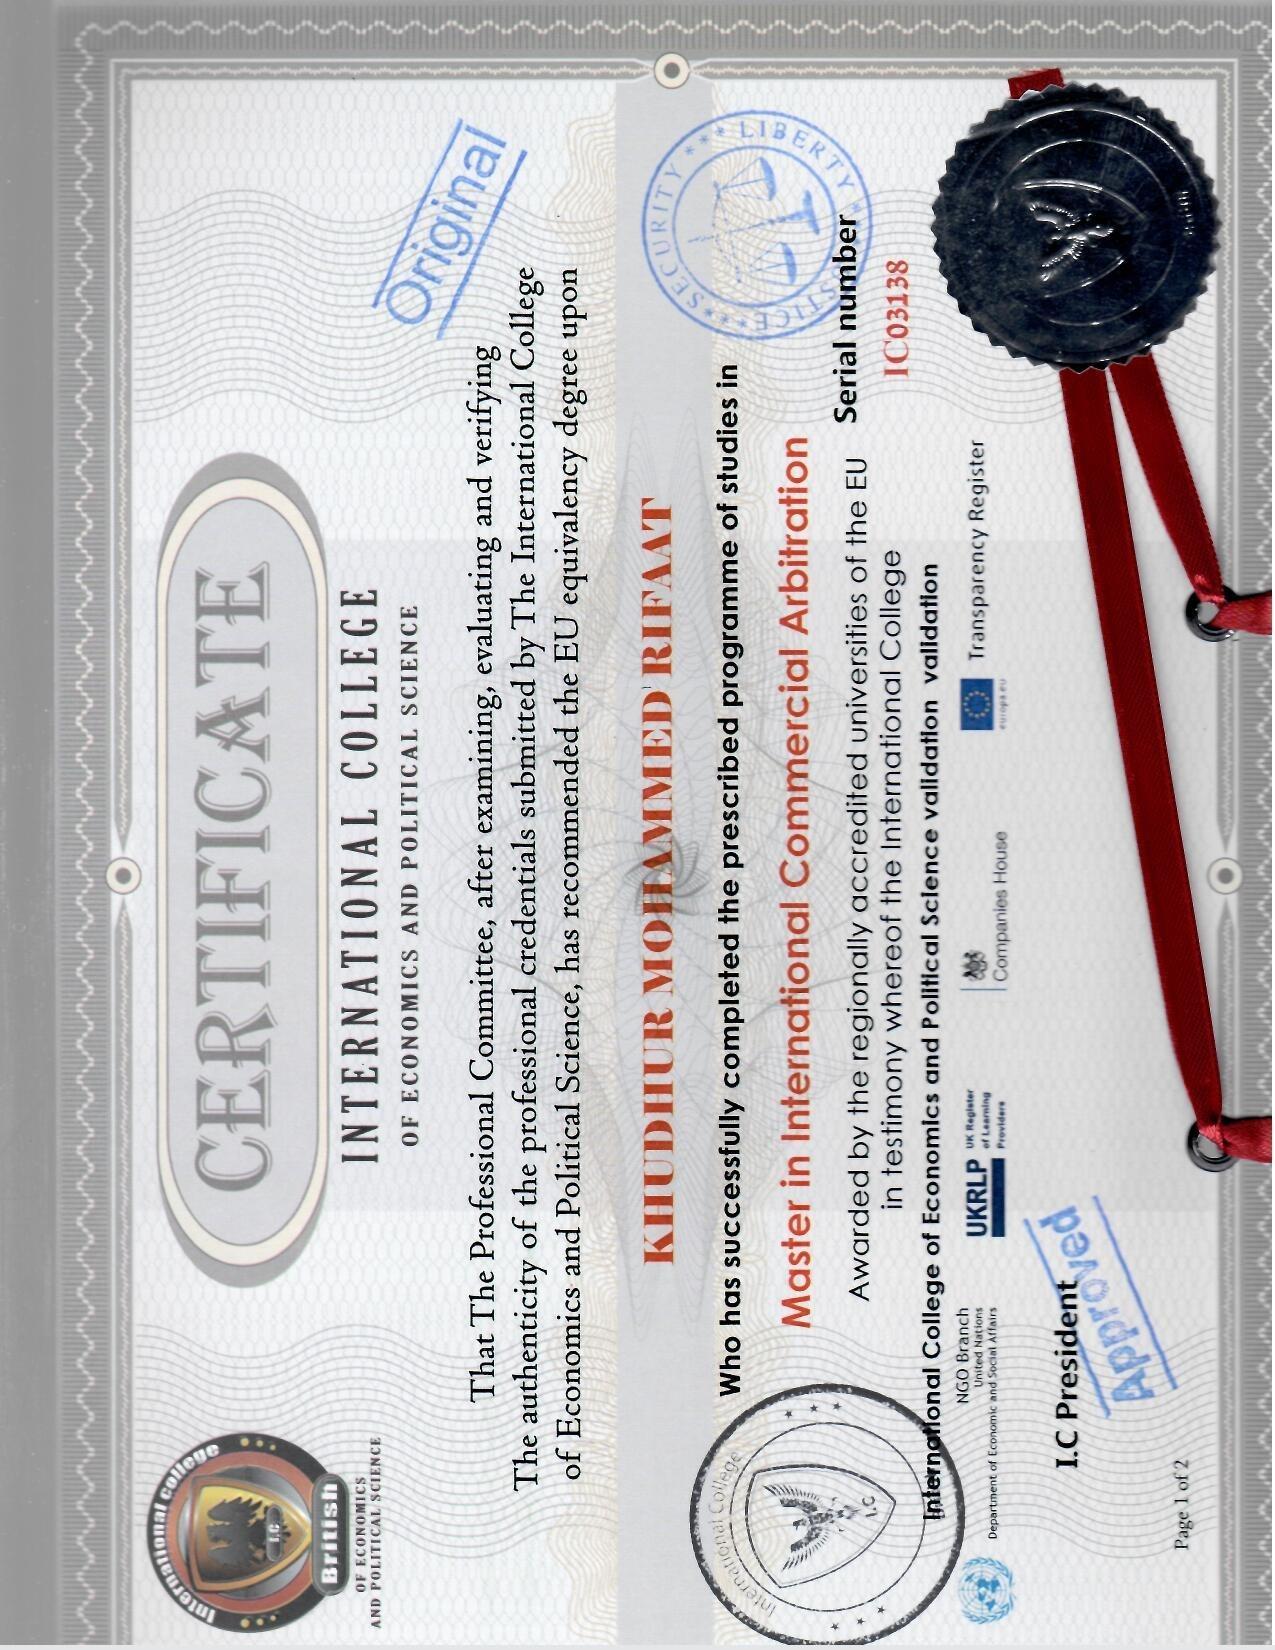 International college
I.C
British
OF ECONOMICS
AND POLITICAL SCIENCE
CERTIFICATE
INTERNATIONAL COLLEGE
OF ECONOMICS AND POLITICAL SCIENCE
Original
That The Professional Committee, after examining, evaluating and verifying
The authenticity of the professional credentials submitted by The International College
of Economics and Political Science, has recommended the EU equivalency degree upon
KHUDHUR MOHAMMED RIFAAT
Who has successfully completed the prescribed programme of studies in
Master in International Commercial Arbitration
Awarded by the regionally accredited universities of the EU
in testimony whereof the International College
International College of Economics and Political Science validation validation
International College
I.C
SECURITY
LIBERTY
JUSTICE
Serial number
IC03138
NGO Branch
United Nations
Department of Economic and Social Affairs
UKRLP
UK Register
of Learning
Providers
Companies House
europa.eu
Transparency Register
I.C President
Approved
Page 1 of 2